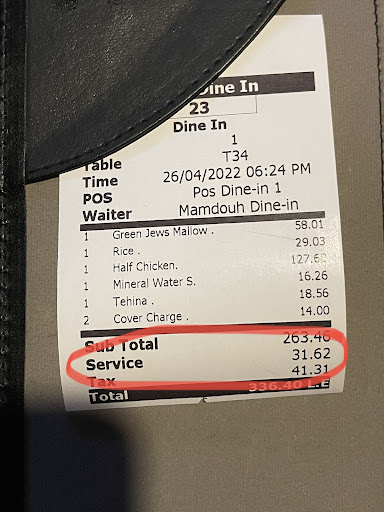 Dine In
23
Dine In
1
Table T34
Time 26/04/2022 06:24 PM
POS Pos Dine-in 1
Waiter Mamdouh Dine-in
1 Green Jews Mallow . 58.01
1 Rice . 29.03
1 Half Chicken. 127.60
1 Mineral Water S. 16.26
1 Tehina . 18.56
2 Cover Charge . 14.00
Sub Total 263.46
Service 31.62
Tax 41.31
Total 336.40 L.E